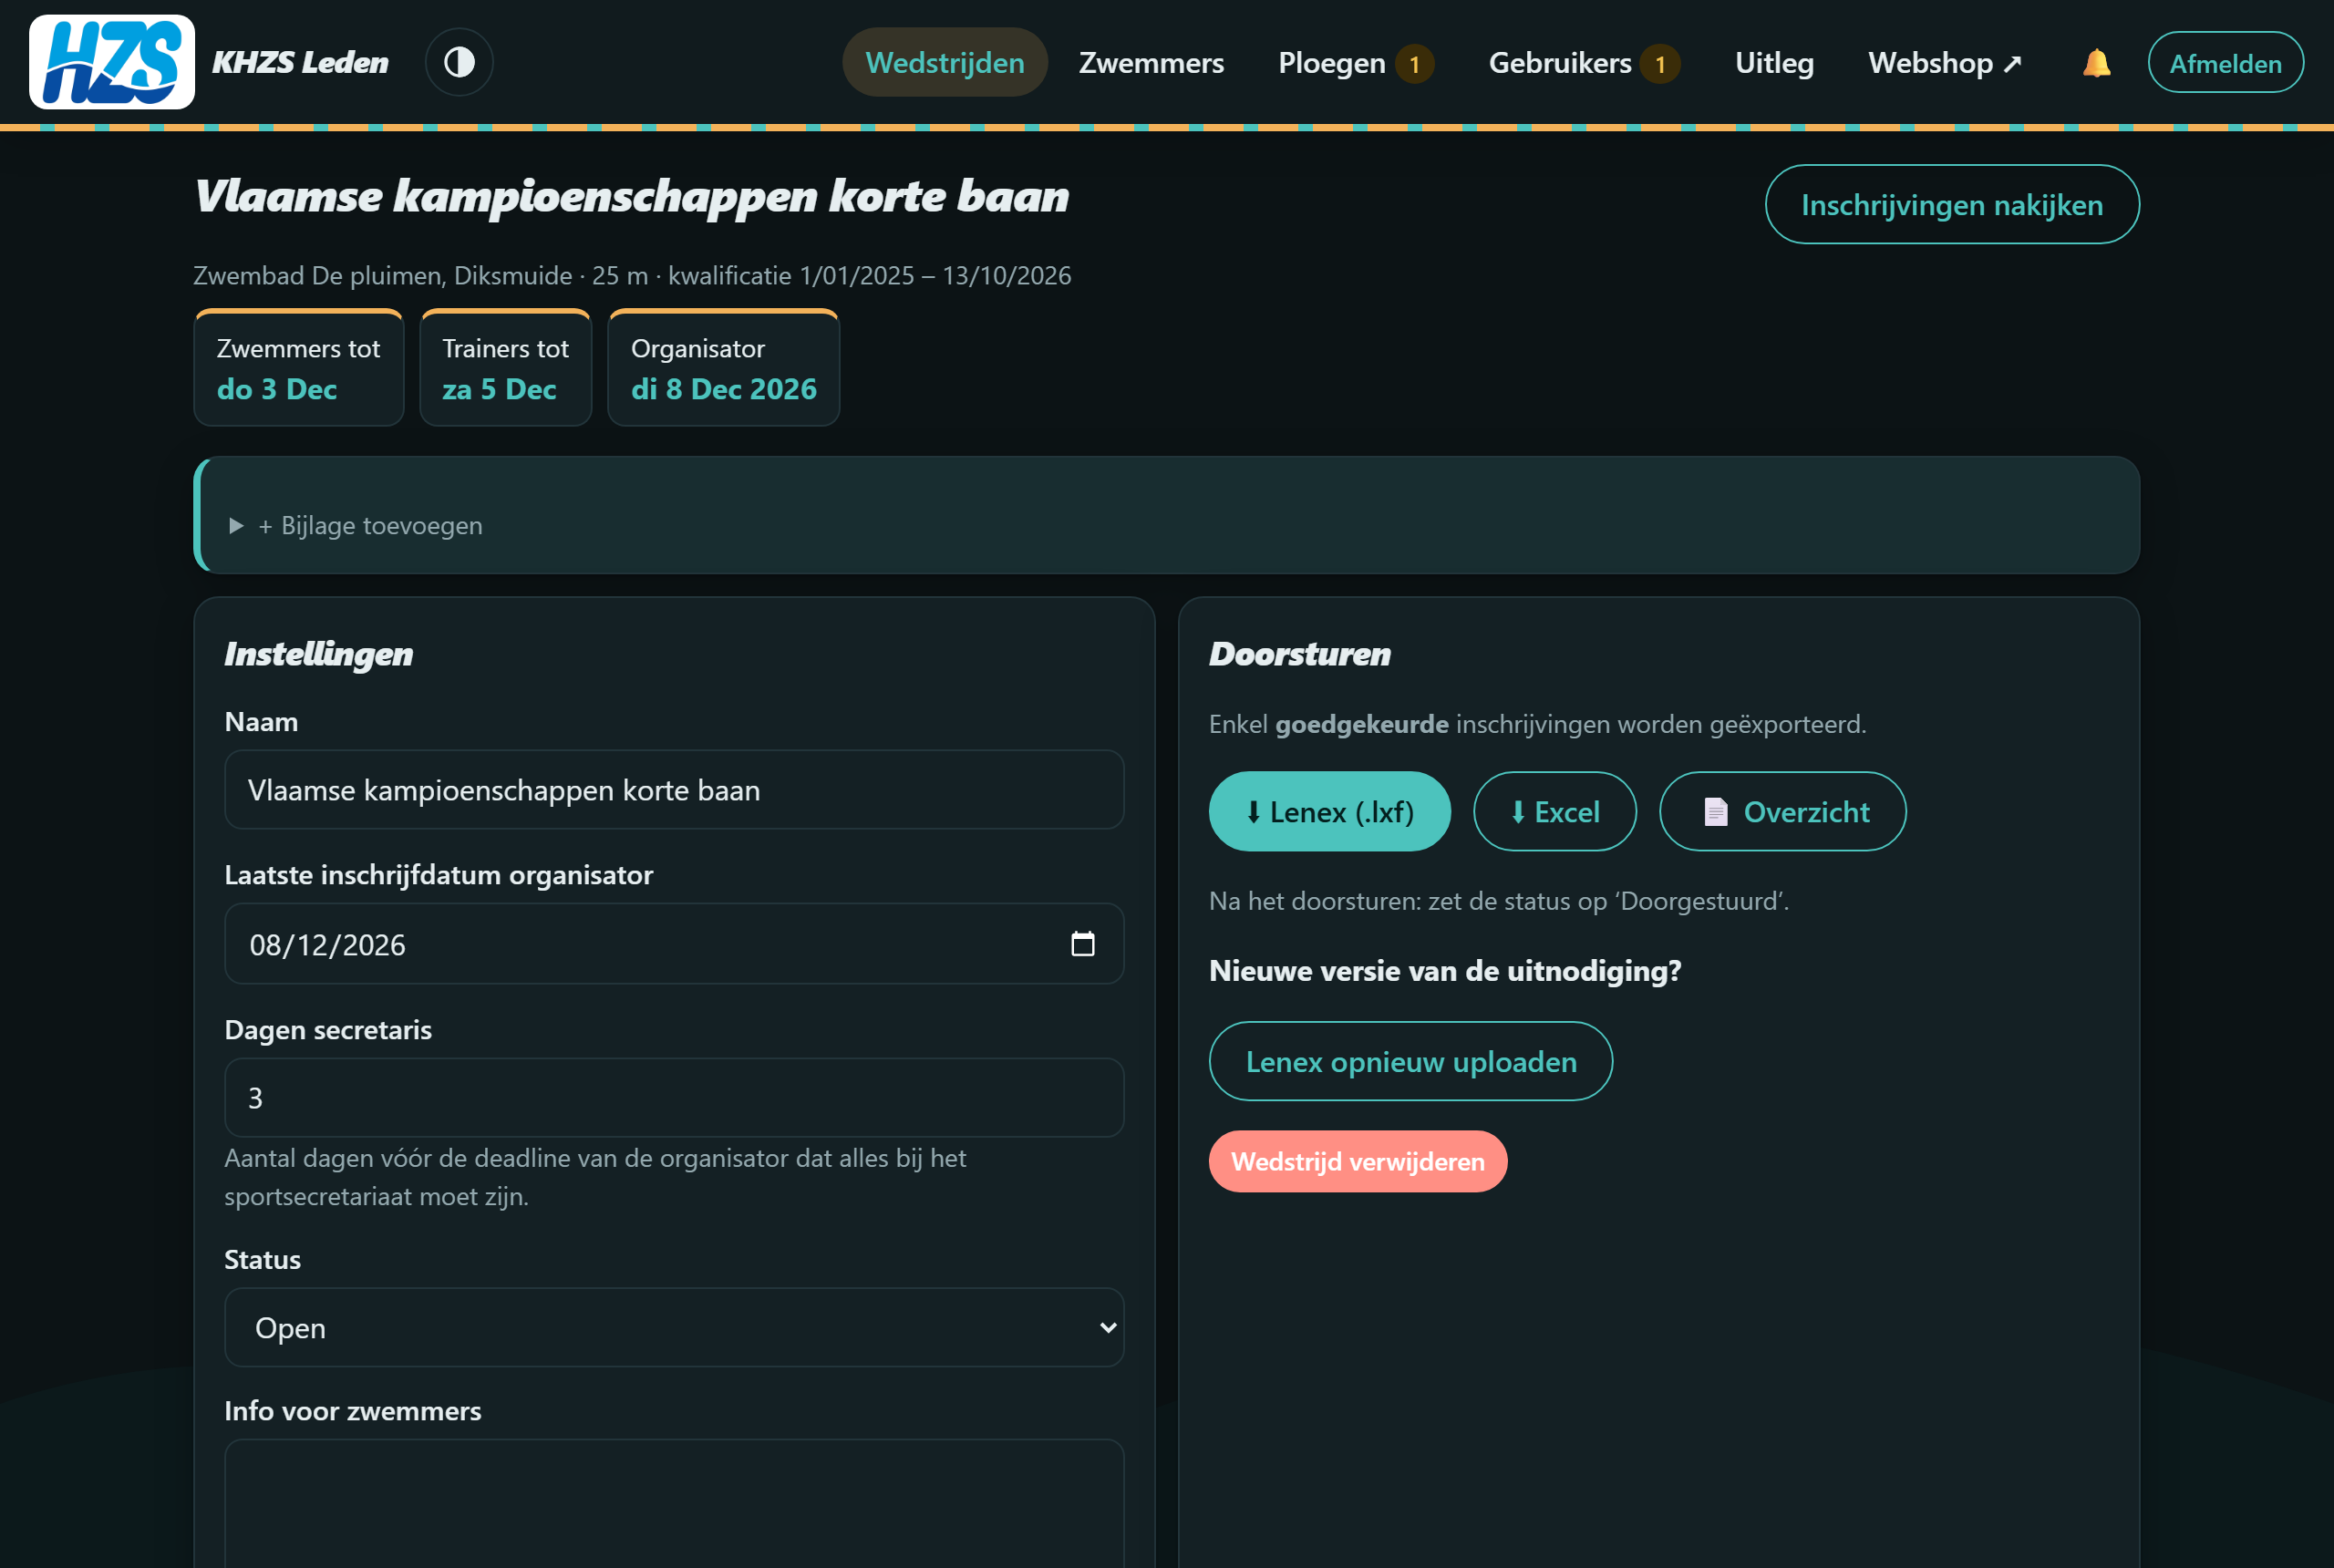 HZS
KHZS Leden
Wedstrijden
Zwemmers
Ploegen 1
Gebruikers 1
Uitleg
Webshop ↗
Afmelden
Vlaamse kampioenschappen korte baan
Inschrijvingen nakijken
Zwembad De pluimen, Diksmuide · 25 m · kwalificatie 1/01/2025 – 13/10/2026
Zwemmers tot
do 3 Dec
Trainers tot
za 5 Dec
Organisator
di 8 Dec 2026
+ Bijlage toevoegen
Instellingen
Naam
Vlaamse kampioenschappen korte baan
Laatste inschrijfdatum organisator
08/12/2026
Dagen secretaris
3
Aantal dagen vóór de deadline van de organisator dat alles bij het
sportsecretariaat moet zijn.
Status
Open
Info voor zwemmers
Doorsturen
Enkel goedgekeurde inschrijvingen worden geëxporteerd.
⬇ Lenex (.lxf)
⬇ Excel
Overzicht
Na het doorsturen: zet de status op ‘Doorgestuurd’.
Nieuwe versie van de uitnodiging?
Lenex opnieuw uploaden
Wedstrijd verwijderen